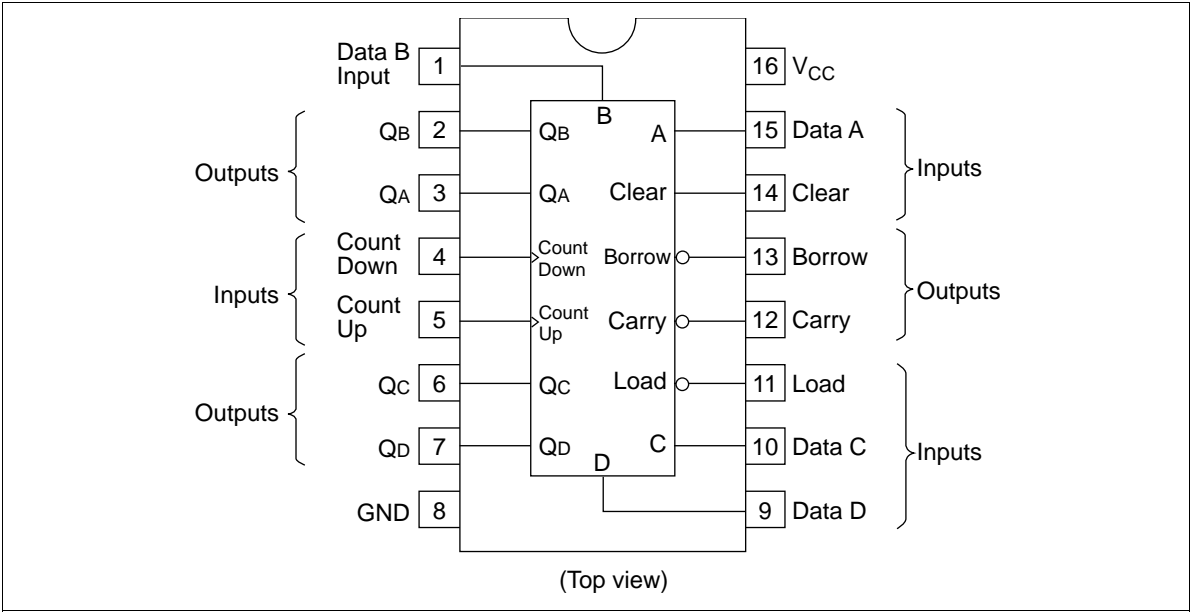 Data B
Input
1
16
VCC
B
Outputs
QB
2
QB
A
15
Data A
Inputs
QA
3
QA
Clear
14
Clear
Inputs
Count
Down
4
Count
Down
Borrow
13
Borrow
Outputs
Count
Up
5
Count
Up
Carry
12
Carry
Outputs
QC
6
QC
Load
11
Load
Inputs
QD
7
QD
C
10
Data C
D
GND
8
9
Data D
(Top view)